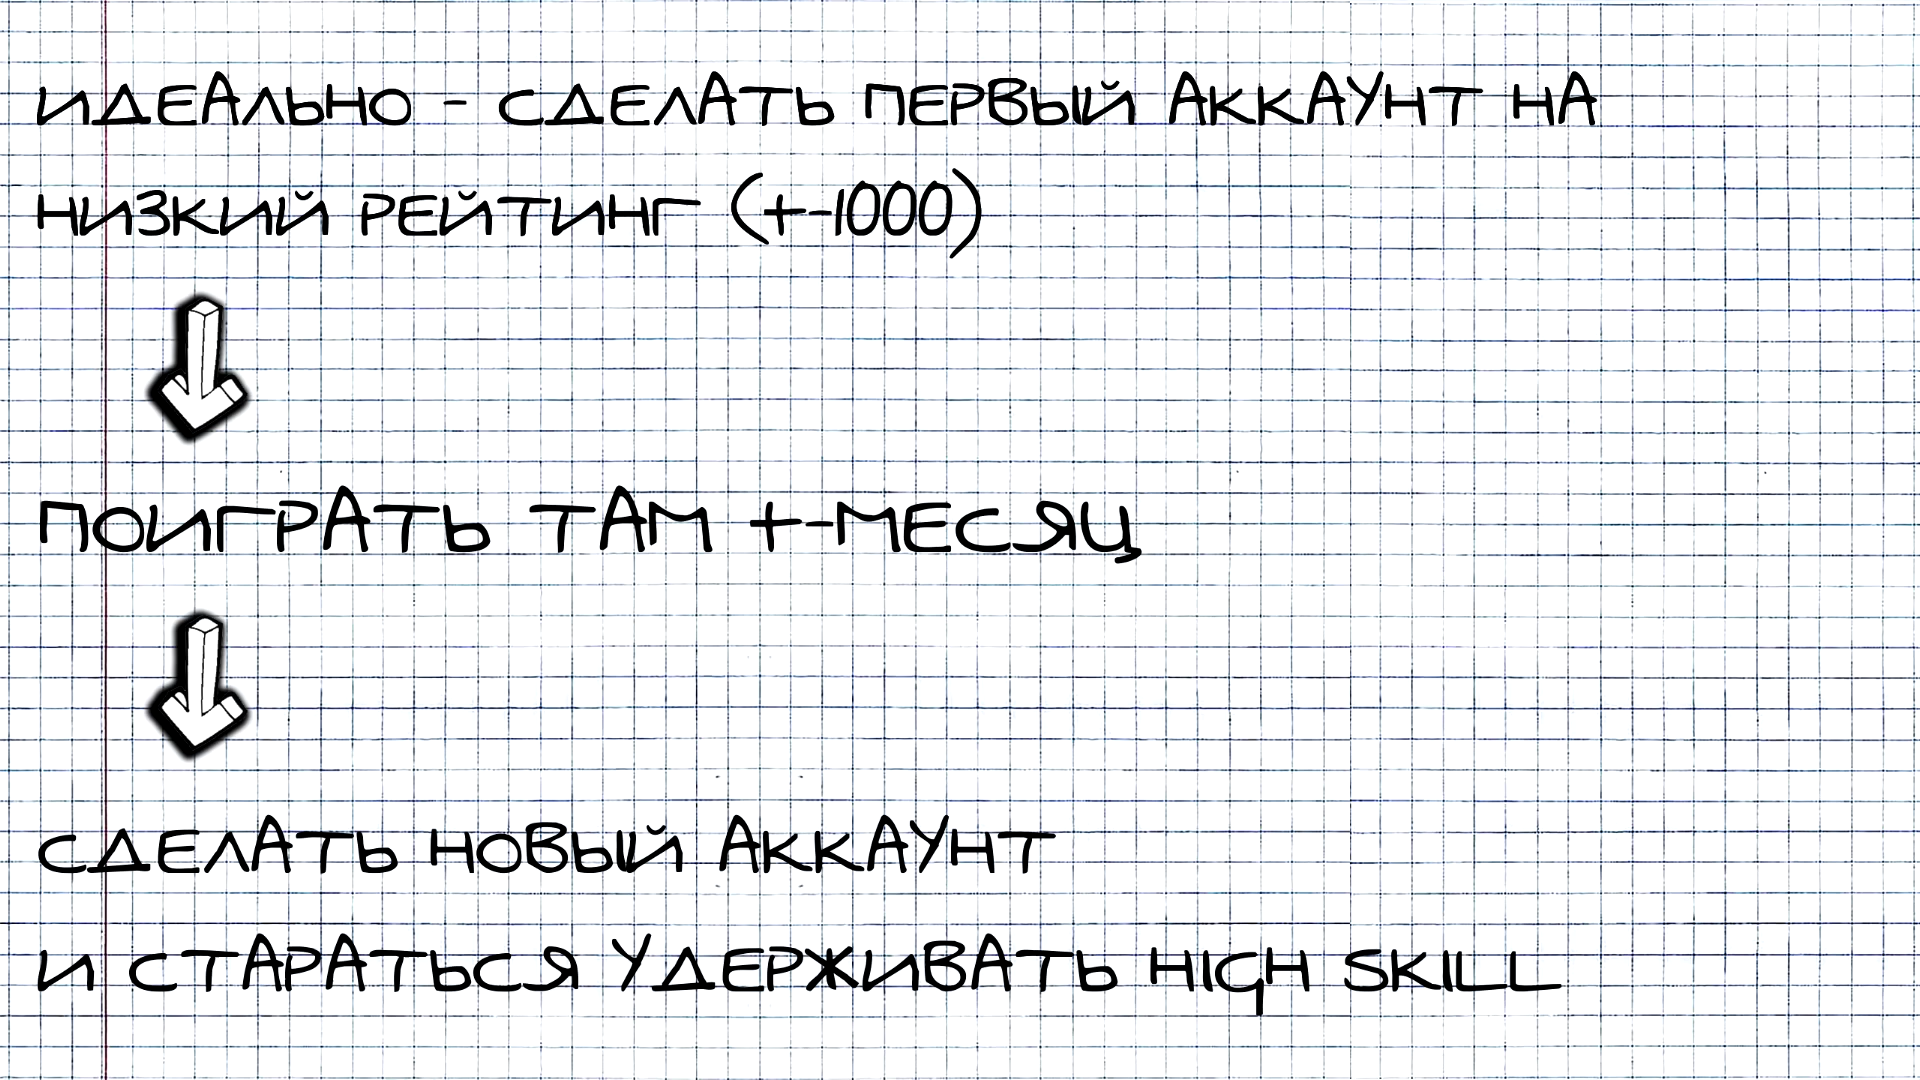 ИДЕАЛЬНО - СДЕЛАТЬ ПЕРВЫЙ АККАУНТ НА
НИЗКИЙ РЕЙТИНГ (+-1000)
ПОИГРАТЬ ТАМ +-МЕСЯЦ
СДЕЛАТЬ НОВЫЙ АККАУНТ
И СТАРАТЬСЯ УДЕРЖИВАТЬ HIGH SKILL